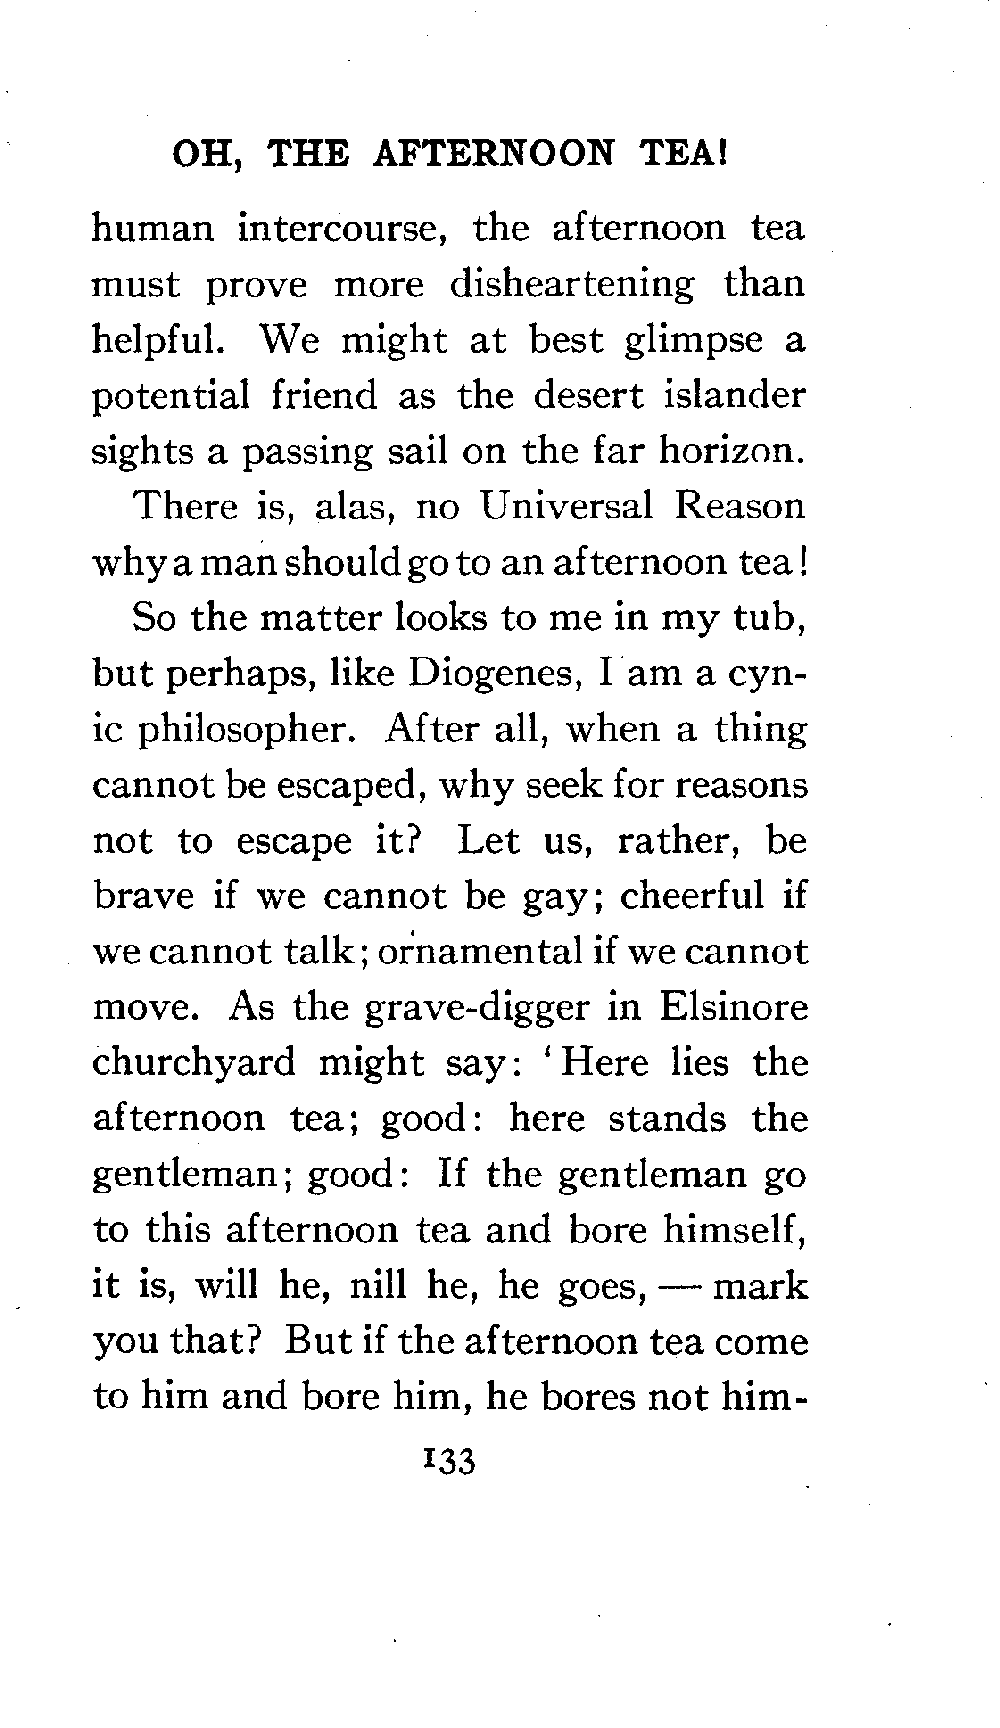 OH, THE AFTERNOON TEA!
human intercourse, the afternoon tea
must prove more disheartening than
helpful. We might at best glimpse a
potential friend as the desert islander
sights a passing sail on the far horizon.
There is, alas, no Universal Reason
why a man should go to an afternoon tea!
So the matter looks to me in my tub,
but perhaps, like Diogenes, I am a cyn-
ic philosopher. After all, when a thing
cannot be escaped, why seek for reasons
not to escape it? Let us, rather, be
brave if we cannot be gay; cheerful if
we cannot talk; ornamental if we cannot
move. As the grave-digger in Elsinore
churchyard might say: ‘Here lies the
afternoon tea; good: here stands the
gentleman; good: If the gentleman go
to this afternoon tea and bore himself,
it is, will he, nill he, he goes, — mark
you that? But if the afternoon tea come
to him and bore him, he bores not him-
133